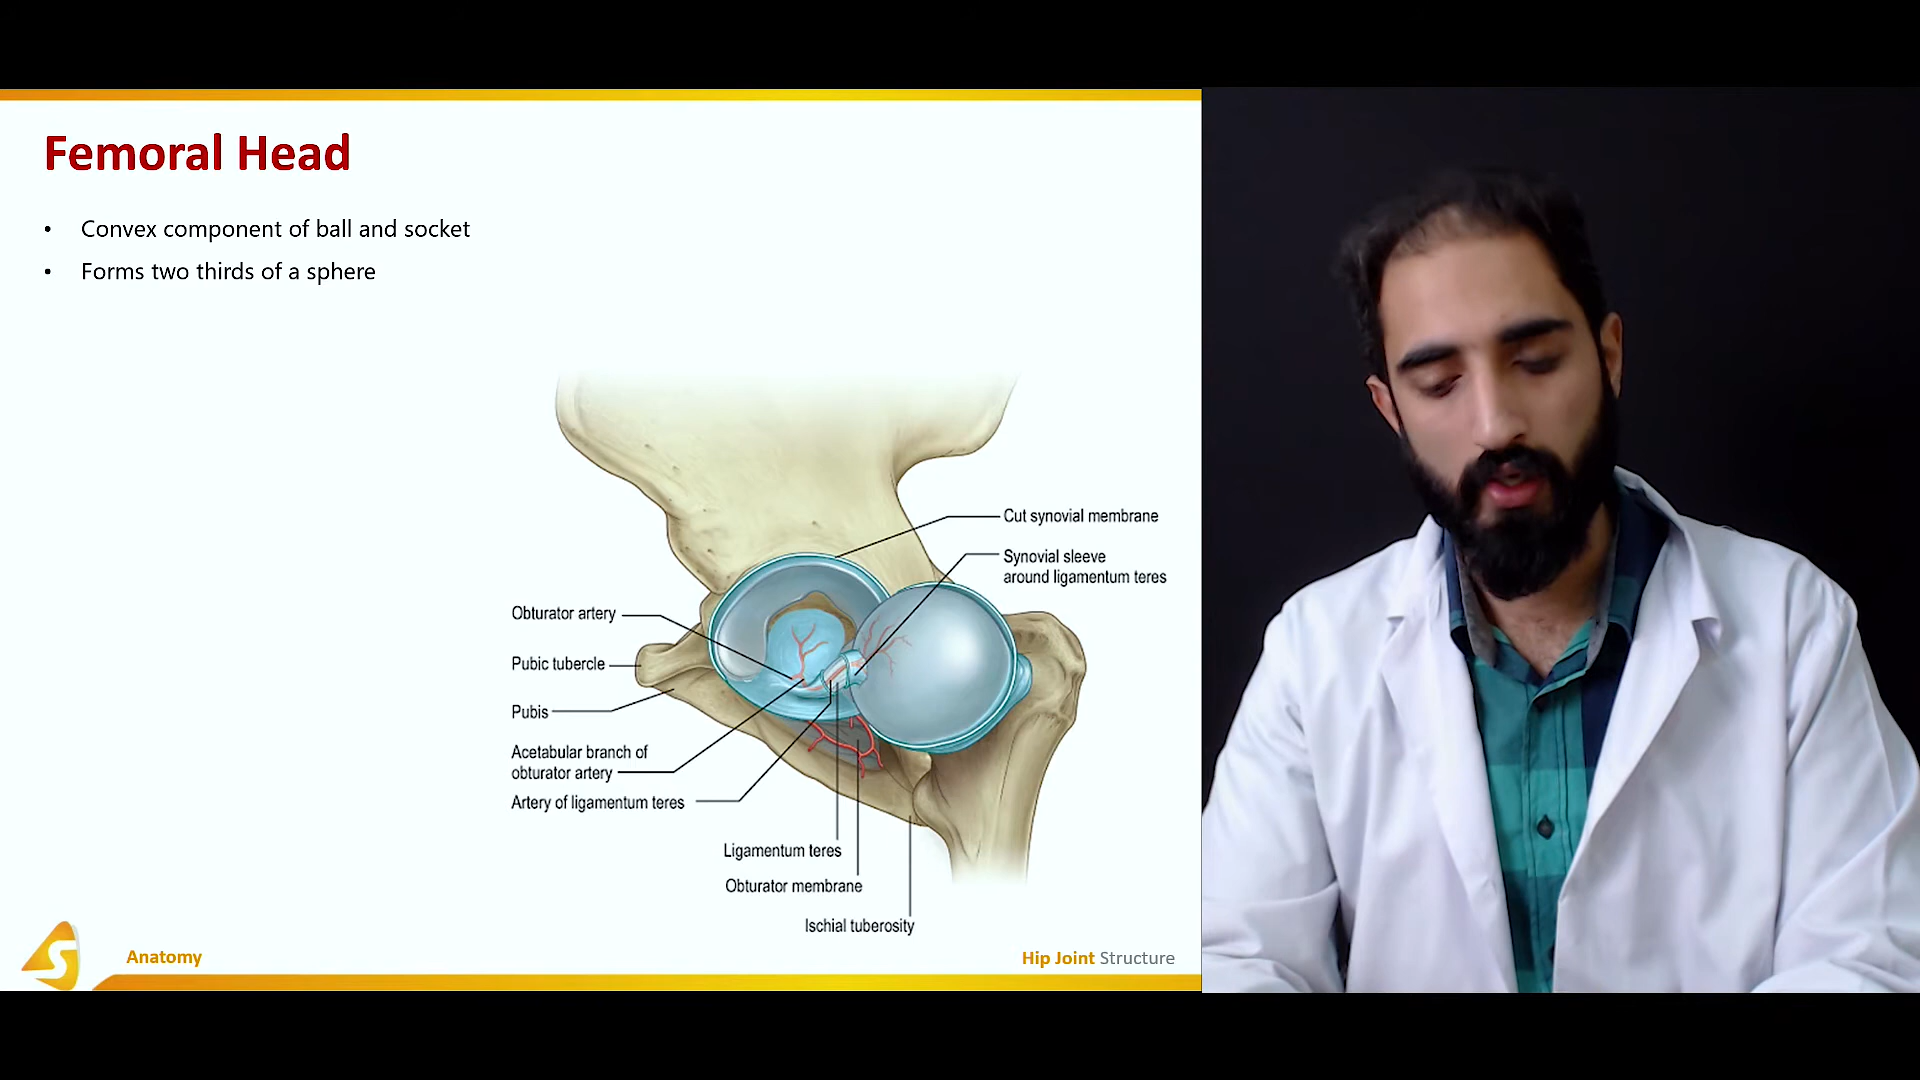 Femoral Head
• Convex component of ball and socket
• Forms two thirds of a sphere
Cut synovial membrane
Synovial sleeve
around ligamentum teres
Obturator artery
Pubic tubercle
Pubis
Acetabular branch of
obturator artery
Artery of ligamentum teres
Ligamentum teres
Obturator membrane
Ischial tuberosity
S
Anatomy
Hip Joint Structure